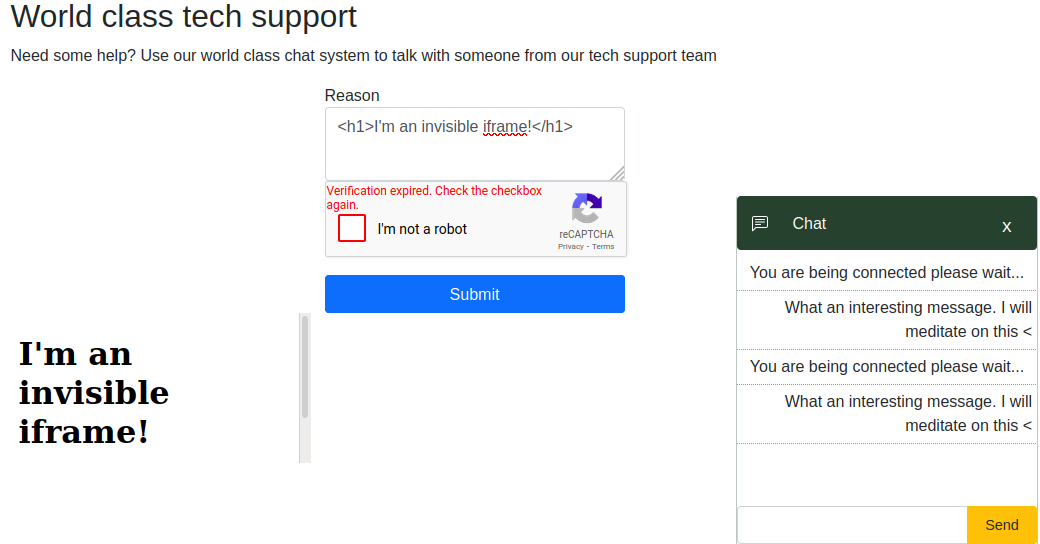 World class tech support
Need some help? Use our world class chat system to talk with someone from our tech support team
Reason
<h1>I'm an invisible iframe!</h1>
Verification expired. Check the checkbox
again.
I'm not a robot
reCAPTCHA
Privacy - Terms
Submit
I'm an
invisible
iframe!
Chat
x
You are being connected please wait...
What an interesting message. I will
meditate on this <
You are being connected please wait...
What an interesting message. I will
meditate on this <
Send